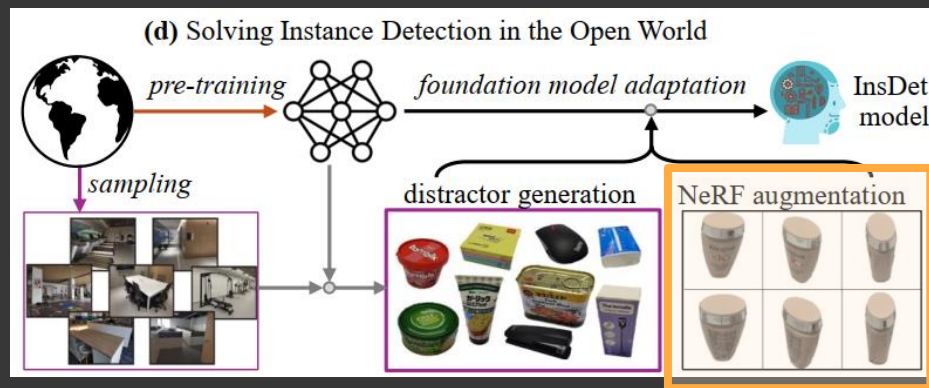 (d) Solving Instance Detection in the Open World
pre-training
foundation model adaptation
InsDet
model
sampling
distractor generation
NeRF augmentation